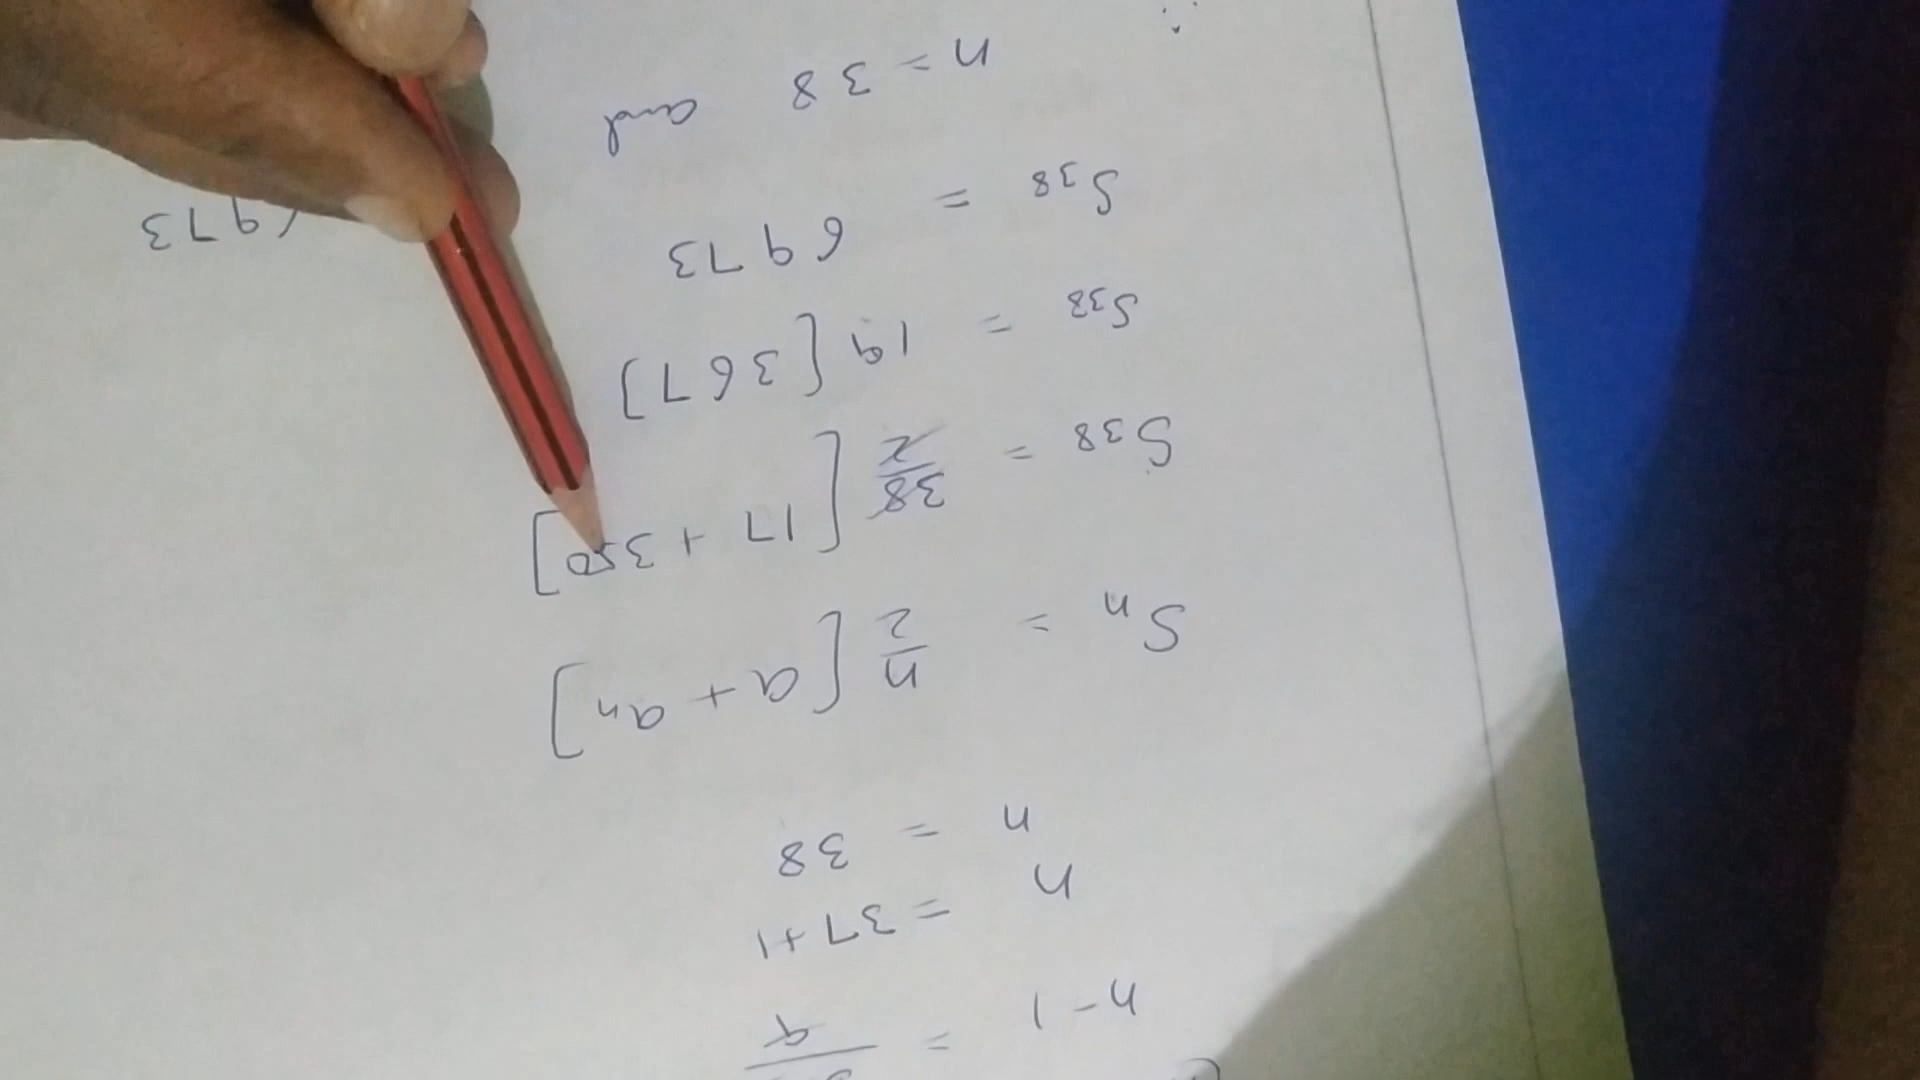 n - 1 = 9
n = 37 + 1
n = 38
Sn = n/2 [a + an]
S38 = 38/2 [17 + 350]
S38 = 19 [367]
S38 = 6973
n = 38 and 6973
∴